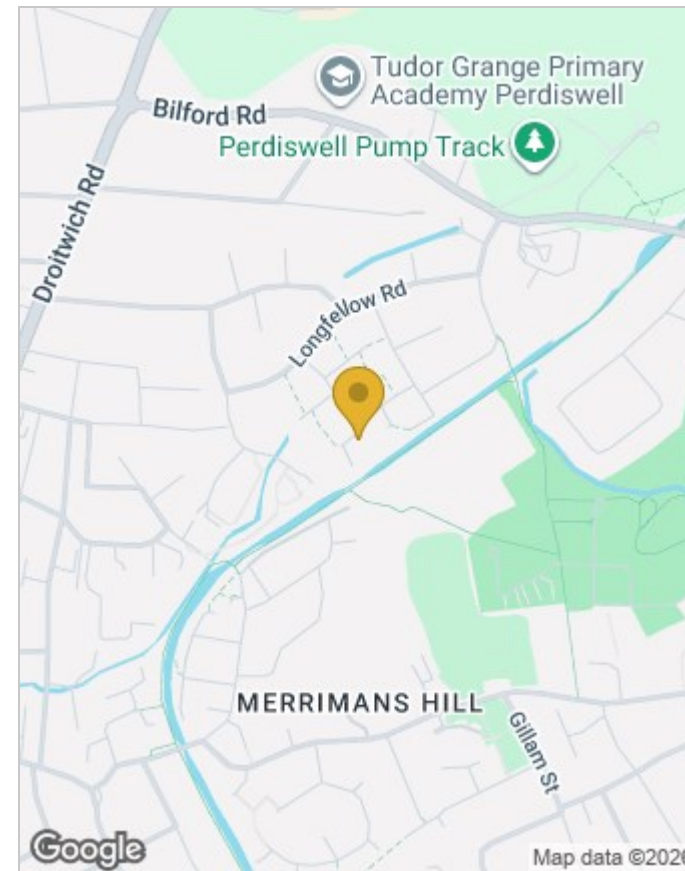 Tudor Grange Primary
Academy Perdiswell
Bilford Rd
Perdiswell Pump Track
Droitwich Rd
Longfellow Rd
MERRIMANS HILL
Gillam St
Google
Map data ©2026